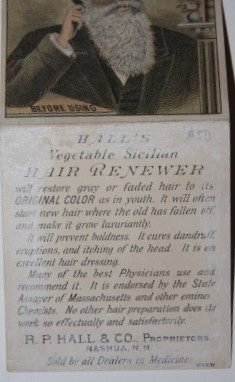 BEFORE USING
HALL'S
Vegetable Sicilian
HAIR RENEWER
will restore gray or faded hair to its
ORIGINAL COLOR as in youth. It will often
start new hair where the old has fallen off
and make it grow luxuriantly.
It will prevent baldness. It cures dandruff,
eruptions, and itching of the head. It is an
excellent hair dressing.
Many of the best Physicians use and
recommend it. It is endorsed by the State
Assayer of Massachusetts and other eminent
Chemists. No other hair preparation does its
work so effectually and satisfactorily.
R. P. HALL & CO., PROPRIETORS,
NASHUA, N.H.
Sold by all Dealers in Medicine.